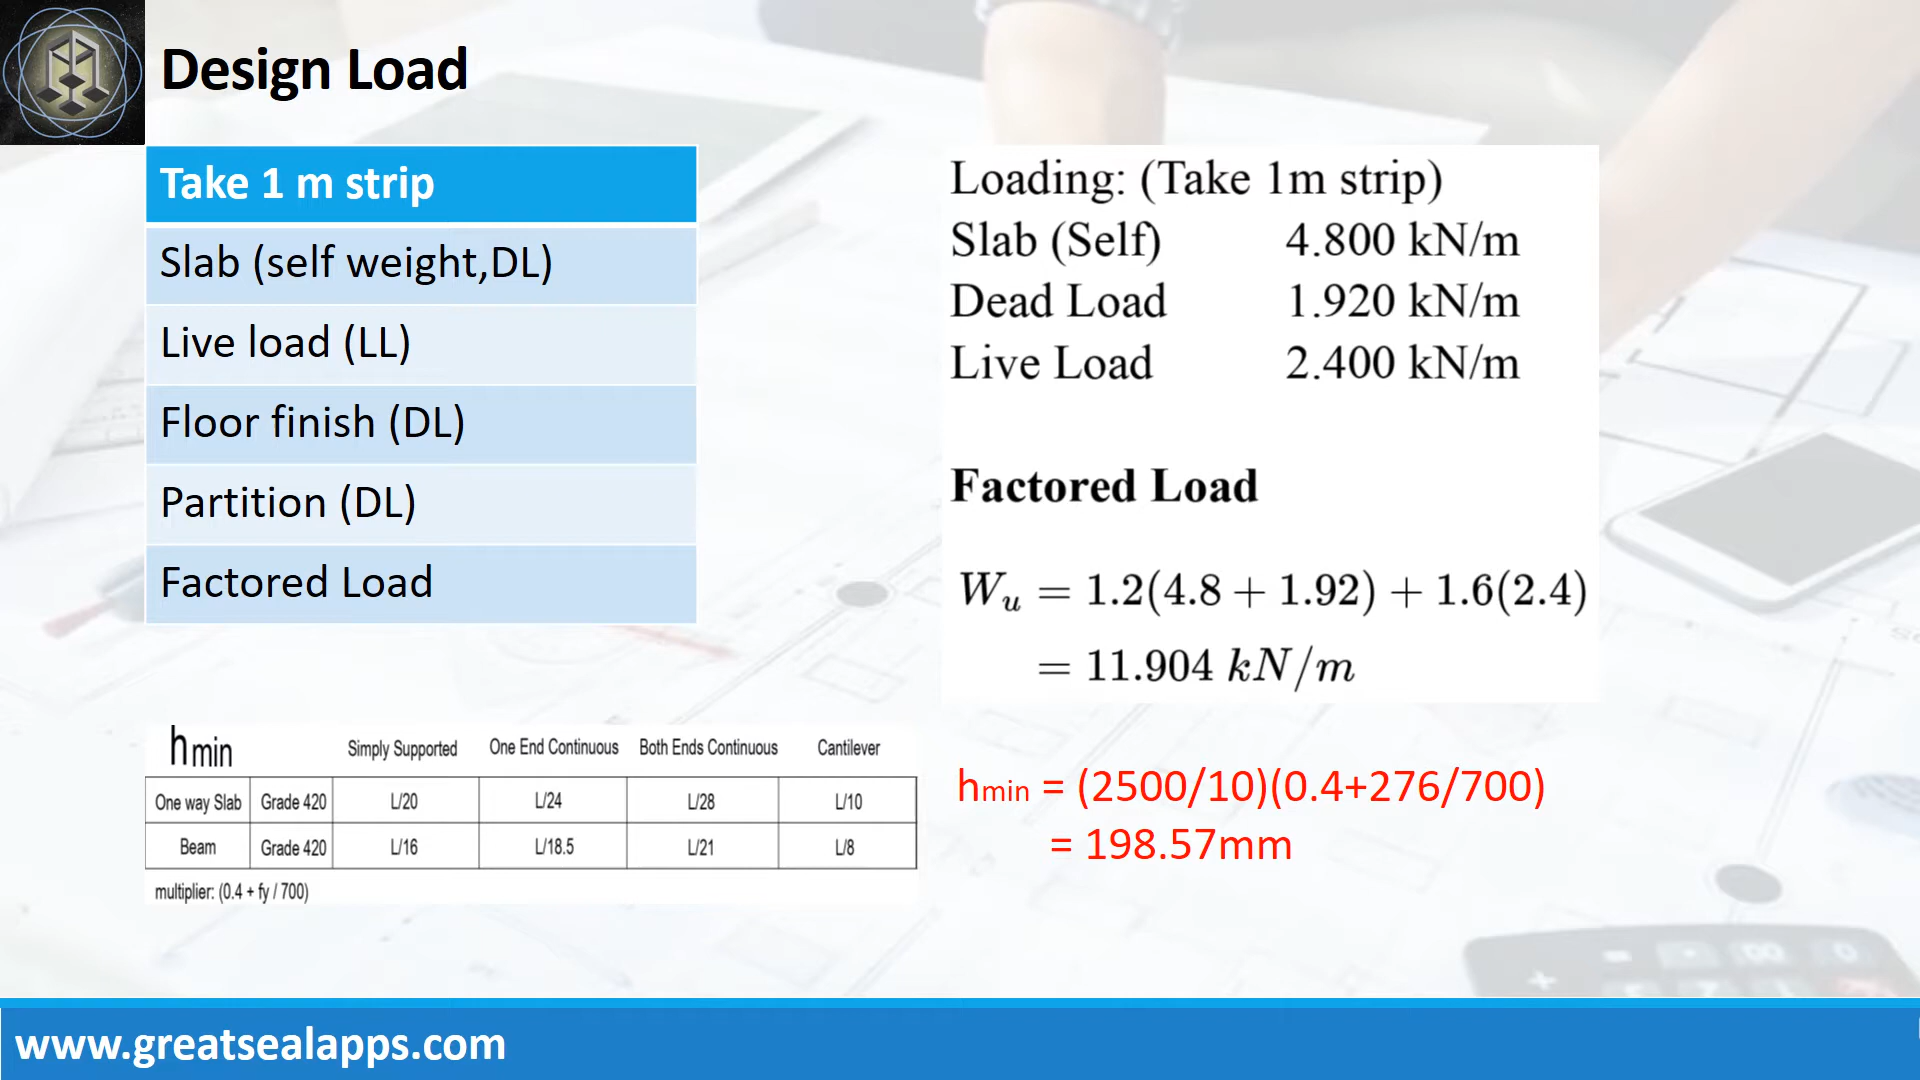 Design Load
Take 1 m strip
Slab (self weight,DL)
Live load (LL)
Floor finish (DL)
Partition (DL)
Factored Load
Loading: (Take 1m strip)
Slab (Self) 4.800 kN/m
Dead Load 1.920 kN/m
Live Load 2.400 kN/m
Factored Load
Wu = 1.2(4.8 + 1.92) + 1.6(2.4)
= 11.904 kN/m
hmin Simply Supported One End Continuous Both Ends Continuous Cantilever
One way Slab Grade 420 L/20 L/24 L/28 L/10
Beam Grade 420 L/16 L/18.5 L/21 L/8
multiplier: (0.4 + fy / 700)
hmin = (2500/10)(0.4+276/700)
= 198.57mm
www.greatsealapps.com